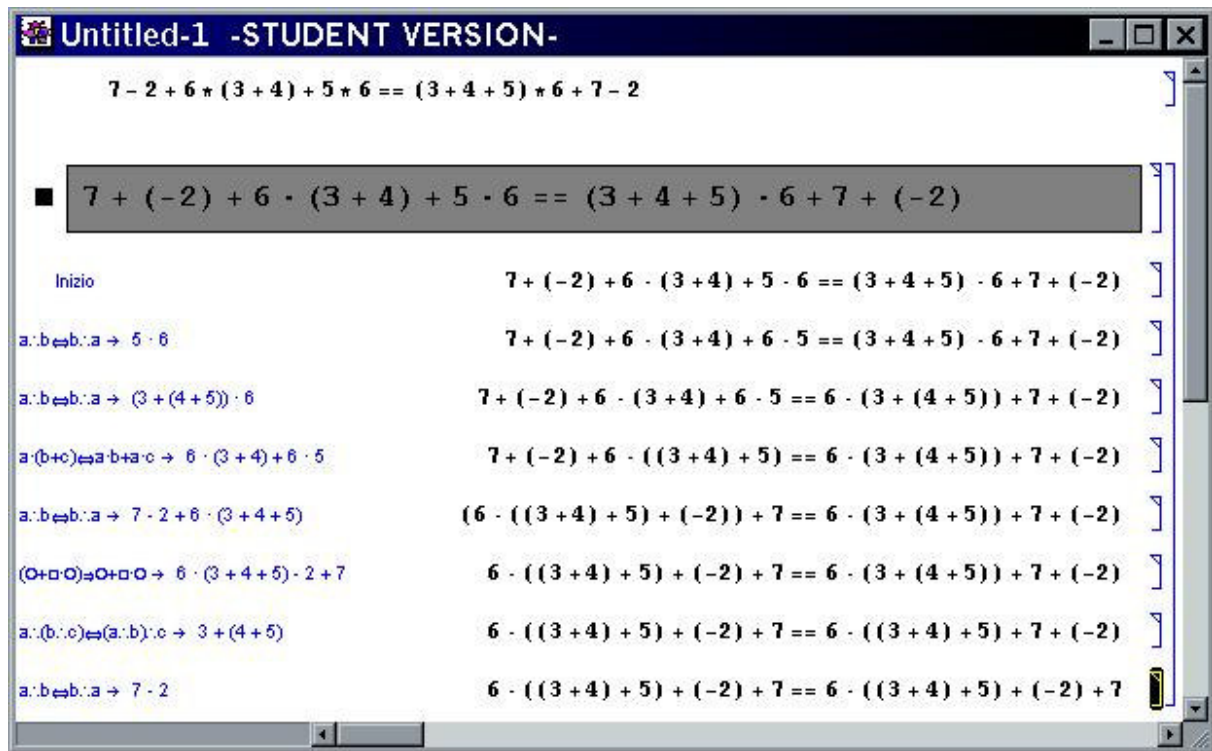 Untitled-1 -STUDENT VERSION-
7 - 2 + 6 * (3 + 4) + 5 * 6 == (3 + 4 + 5) * 6 + 7 - 2
7 + (-2) + 6 · (3 + 4) + 5 · 6 == (3 + 4 + 5) · 6 + 7 + (-2)
Inizio 7 + (-2) + 6 · (3 + 4) + 5 · 6 == (3 + 4 + 5) · 6 + 7 + (-2)
a∴b⇔b∴a → 5 · 6 7 + (-2) + 6 · (3 + 4) + 6 · 5 == (3 + 4 + 5) · 6 + 7 + (-2)
a∴b⇔b∴a → (3 + (4 + 5)) · 6 7 + (-2) + 6 · (3 + 4) + 6 · 5 == 6 · (3 + (4 + 5)) + 7 + (-2)
a·(b+c)⇔a·b+a·c → 6 · (3 + 4) + 6 · 5 7 + (-2) + 6 · ((3 + 4) + 5) == 6 · (3 + (4 + 5)) + 7 + (-2)
a∴b⇔b∴a → 7 - 2 + 6 · (3 + 4 + 5) (6 · ((3 + 4) + 5) + (-2)) + 7 == 6 · (3 + (4 + 5)) + 7 + (-2)
(O+□·O)⇒O+□·O → 6 · (3 + 4 + 5) - 2 + 7 6 · ((3 + 4) + 5) + (-2) + 7 == 6 · (3 + (4 + 5)) + 7 + (-2)
a∴(b∴c)⇔(a∴b)∴c → 3 + (4 + 5) 6 · ((3 + 4) + 5) + (-2) + 7 == 6 · ((3 + 4) + 5) + 7 + (-2)
a∴b⇔b∴a → 7 - 2 6 · ((3 + 4) + 5) + (-2) + 7 == 6 · ((3 + 4) + 5) + (-2) + 7